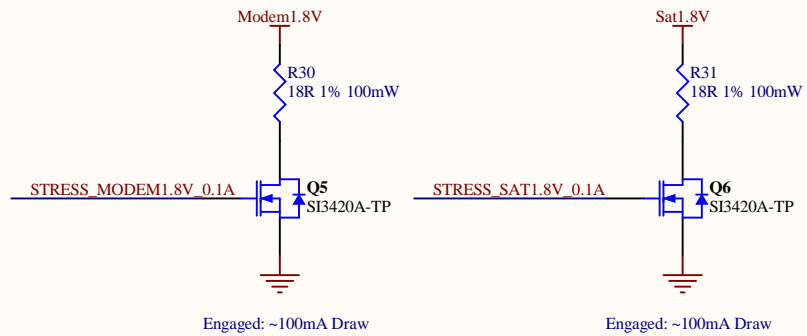 Modem1.8V
R30
18R 1% 100mW
STRESS_MODEM1.8V_0.1A
Q5
SI3420A-TP
Engaged: ~100mA Draw
Sat1.8V
R31
18R 1% 100mW
STRESS_SAT1.8V_0.1A
Q6
SI3420A-TP
Engaged: ~100mA Draw